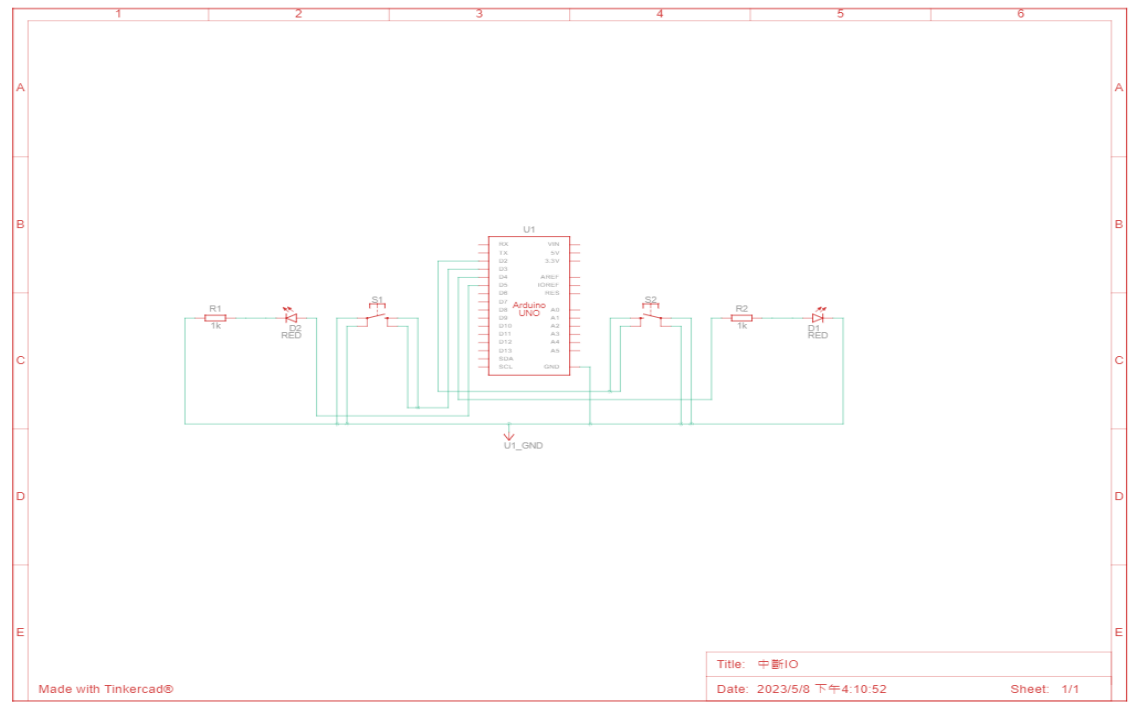 1 2 3 4 5 6
A A
B B
C C
D D
E E
U1
RX VIN
TX 5V
D2 3.3V
D3
D4 AREF
D5 IOREF
D6 RES
D7
D8 A0
D9 A1
D10 A2
D11 A3
D12 A4
D13 A5
SDA
SCL GND
Arduino
UNO
R1
1k
D2
RED
S1
S2
R2
1k
D1
RED
U1_GND
Title: 中斷IO
Made with Tinkercad®
Date: 2023/5/8 下午4:10:52 Sheet: 1/1